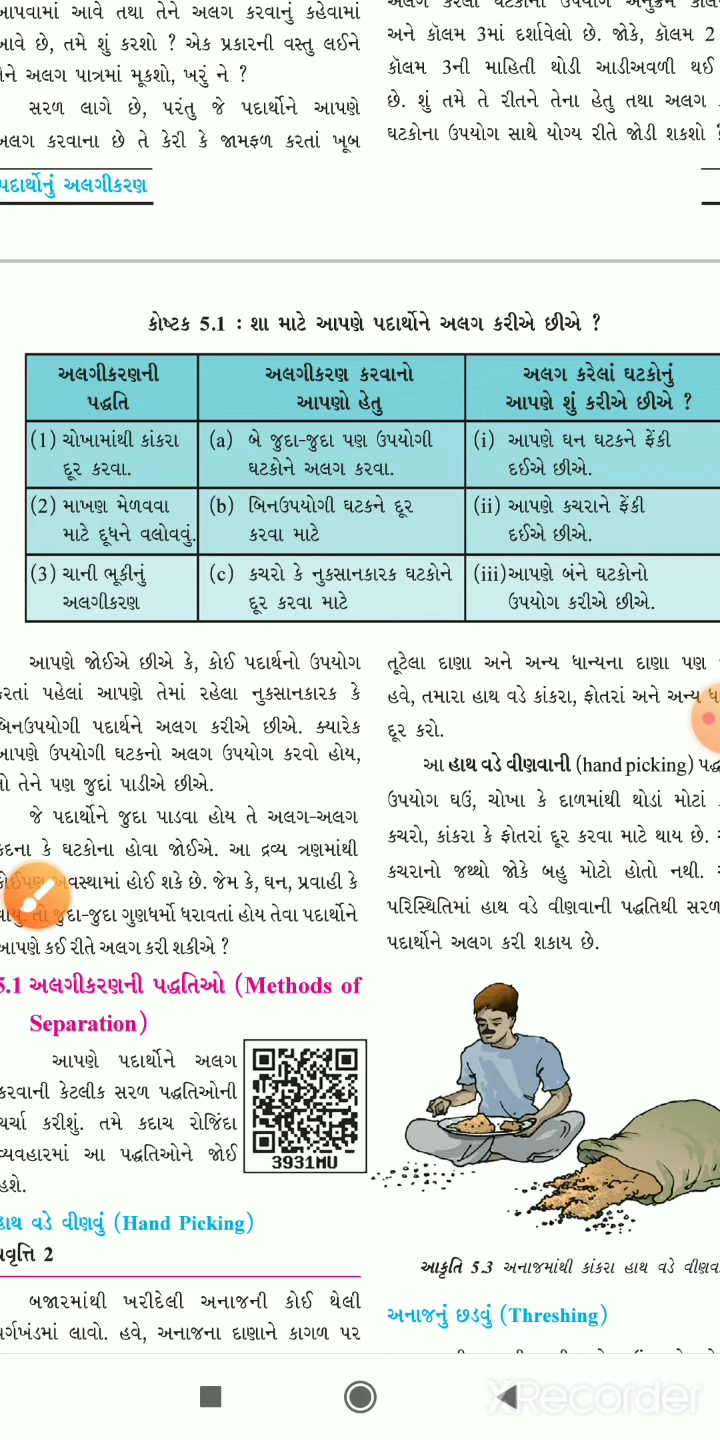 આપવામાં આવે તથા તેને અલગ કરવાનું કહેવામાં
આવે છે, તમે શું કરશો ? એક પ્રકારની વસ્તુ લઈને
તેને અલગ પાત્રમાં મૂકશો, ખરું ને ?
સરળ લાગે છે, પરંતુ જે પદાર્થોને આપણે
અલગ કરવાના છે તે કેરી કે જામફળ કરતાં ખૂબ
અને કૉલમ 3માં દર્શાવેલો છે. જોકે, કૉલમ 2
કૉલમ 3ની માહિતી થોડી આડીઅવળી થઈ
છે. શું તમે તે રીતને તેના હેતુ તથા અલગ
ઘટકોના ઉપયોગ સાથે યોગ્ય રીતે જોડી શકશો ?
પદાર્થોનું અલગીકરણ
કોષ્ટક 5.1 : શા માટે આપણે પદાર્થોને અલગ કરીએ છીએ ?
અલગીકરણની
પદ્ધતિ
અલગીકરણ કરવાનો
આપણો હેતુ
અલગ કરેલાં ઘટકોનું
આપણે શું કરીએ છીએ ?
(1) ચોખામાંથી કાંકરા
દૂર કરવા.
(a) બે જુદા-જુદા પણ ઉપયોગી
ઘટકોને અલગ કરવા.
(i) આપણે ઘન ઘટકને ફેંકી
દઈએ છીએ.
(2) માખણ મેળવવા
માટે દૂધને વલોવવું.
(b) બિનઉપયોગી ઘટકને દૂર
કરવા માટે
(ii) આપણે કચરાને ફેંકી
દઈએ છીએ.
(3) ચાની ભૂકીનું
અલગીકરણ
(c) કચરો કે નુકસાનકારક ઘટકોને
દૂર કરવા માટે
(iii) આપણે બંને ઘટકોનો
ઉપયોગ કરીએ છીએ.
આપણે જોઈએ છીએ કે, કોઈ પદાર્થનો ઉપયોગ
કરતાં પહેલાં આપણે તેમાં રહેલા નુકસાનકારક કે
બિનઉપયોગી પદાર્થને અલગ કરીએ છીએ. ક્યારેક
આપણે ઉપયોગી ઘટકનો અલગ ઉપયોગ કરવો હોય,
તો તેને પણ જુદાં પાડીએ છીએ.
જે પદાર્થોને જુદા પાડવા હોય તે અલગ-અલગ
કદના કે ઘટકોના હોવા જોઈએ. આ દ્રવ્ય ત્રણમાંથી
કોઈપણ અવસ્થામાં હોઈ શકે છે. જેમ કે, ઘન, પ્રવાહી કે
વાયુ. તો જુદા-જુદા ગુણધર્મો ધરાવતાં હોય તેવા પદાર્થોને
આપણે કઈ રીતે અલગ કરી શકીએ ?
5.1 અલગીકરણની પદ્ધતિઓ (Methods of
Separation)
આપણે પદાર્થોને અલગ
કરવાની કેટલીક સરળ પદ્ધતિઓની
ચર્ચા કરીશું. તમે કદાચ રોજિંદા
વ્યવહારમાં આ પદ્ધતિઓને જોઈ
હશે.
3931MU
હાથ વડે વીણવું (Hand Picking)
પ્રવૃત્તિ 2
બજારમાંથી ખરીદેલી અનાજની કોઈ થેલી
વર્ગખંડમાં લાવો. હવે, અનાજના દાણાને કાગળ પર
તૂટેલા દાણા અને અન્ય ધાન્યના દાણા પણ
હવે, તમારા હાથ વડે કાંકરા, ફોતરાં અને અન્ય
દૂર કરો.
આ હાથ વડે વીણવાની (hand picking)
ઉપયોગ ઘઉં, ચોખા કે દાળમાંથી થોડાં મોટાં
કચરો, કાંકરા કે ફોતરાં દૂર કરવા માટે થાય છે.
કચરાનો જથ્થો જોકે બહુ મોટો હોતો નથી.
પરિસ્થિતિમાં હાથ વડે વીણવાની પદ્ધતિથી સરળ
પદાર્થોને અલગ કરી શકાય છે.
આકૃતિ 5.3 અનાજમાંથી કાંકરા હાથ વડે
અનાજનું છડવું (Threshing)
XRecorder